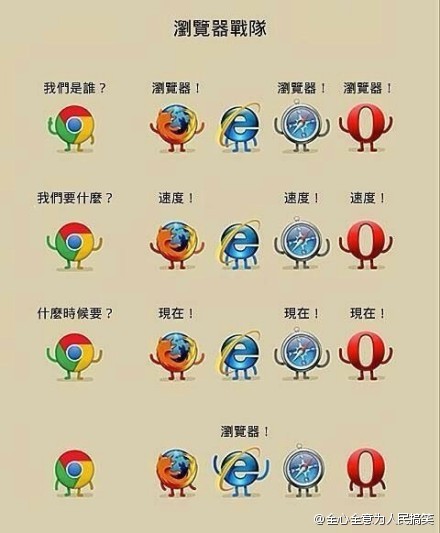 瀏覽器戰隊
我們是誰？ 瀏覽器！ 瀏覽器！ 瀏覽器！
我們要什麼？ 速度！ 速度！ 速度！
什麼時候要？ 現在！ 現在！ 現在！
瀏覽器！
@全心全意为人民搞笑